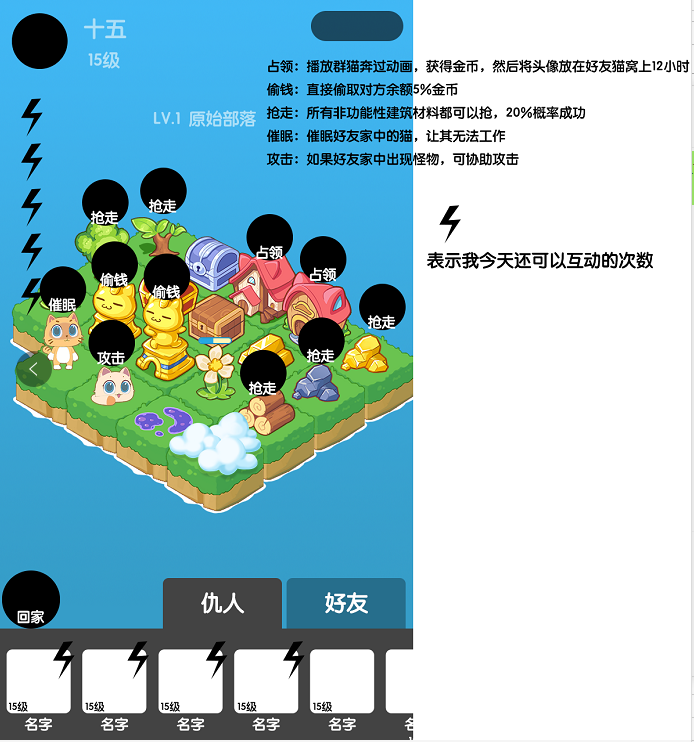 十五
15级
占领：播放群猫奔过动画，获得金币，然后将头像放在好友猫窝上12小时
偷钱：直接偷取对方余额5%金币
LV.1 原始部落
抢走：所有非功能性建筑材料都可以抢，20%概率成功
催眠：催眠好友家中的猫，让其无法工作
攻击：如果好友家中出现怪物，可协助攻击
抢走
抢走
占领
表示我今天还可以互动的次数
占领
偷钱
偷钱
催眠
抢走
攻击
抢走
抢走
仇人
好友
回家
15级
15级
15级
15级
15级
名字
名字
名字
名字
名字